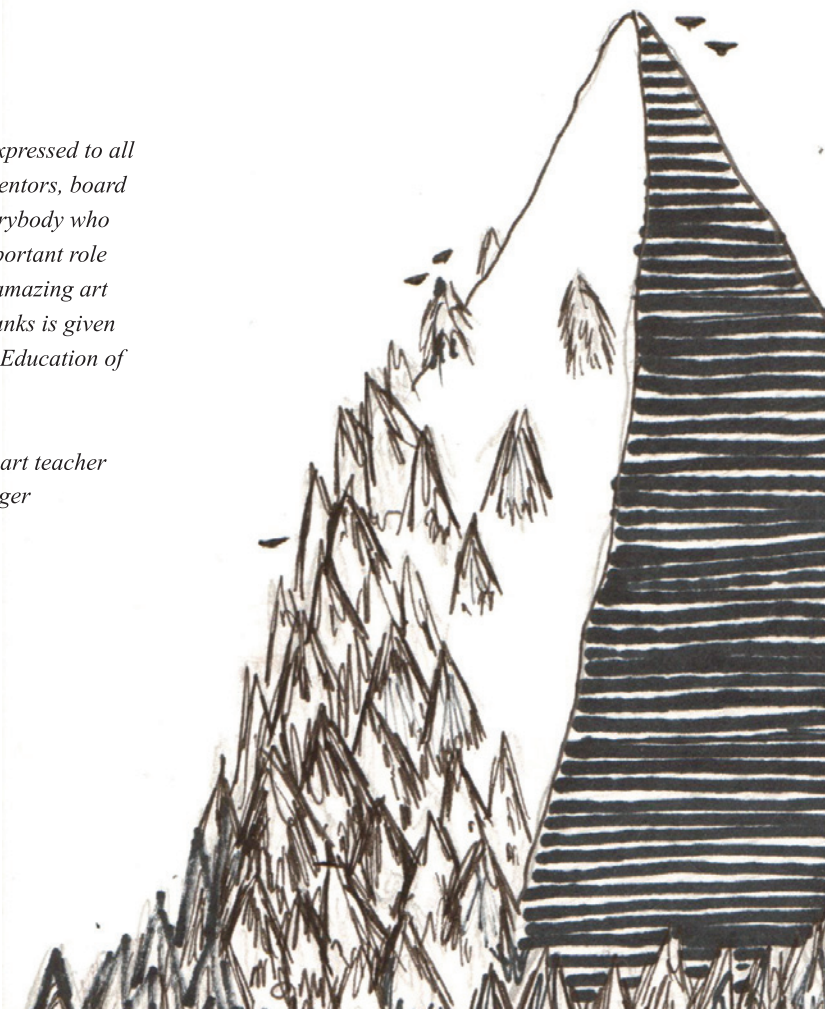 xpressed to all
entors, board
rybody who
portant role
amazing art
anks is given
Education of
art teacher
ger